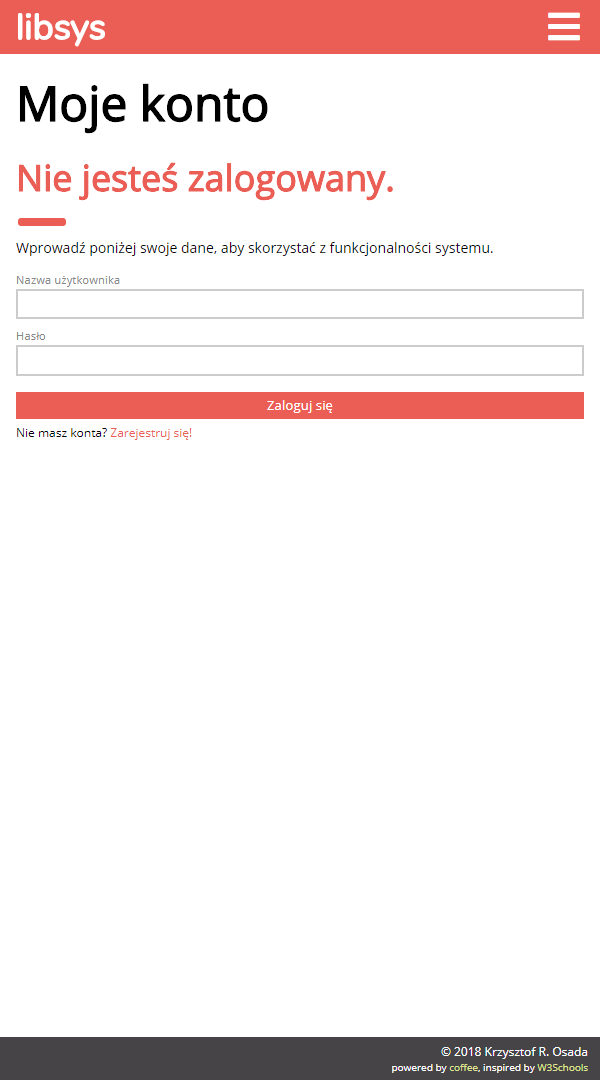 libsys
Moje konto
Nie jesteś zalogowany.
Wprowadź poniżej swoje dane, aby skorzystać z funkcjonalności systemu.
Nazwa użytkownika
Hasło
Zaloguj się
Nie masz konta? Zarejestruj się!
© 2018 Krzysztof R. Osada
powered by coffee, inspired by W3Schools